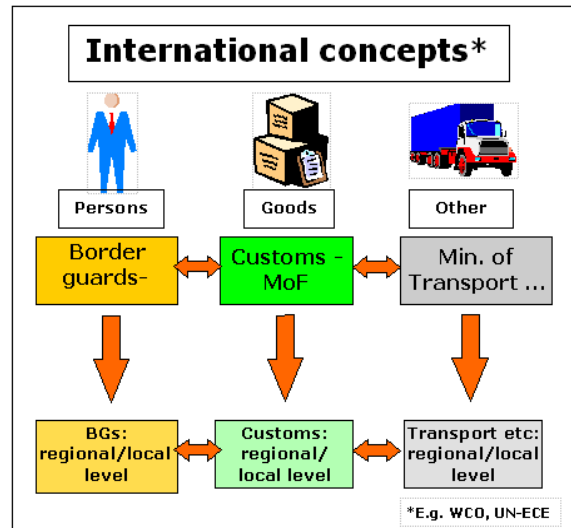 International concepts*
Persons
Goods
Other
Border
guards-
Customs -
MoF
Min. of
Transport ...
BGs:
regional/local
level
Customs:
regional/
local level
Transport etc:
regional/local
level
*E.g. WCO, UN-ECE